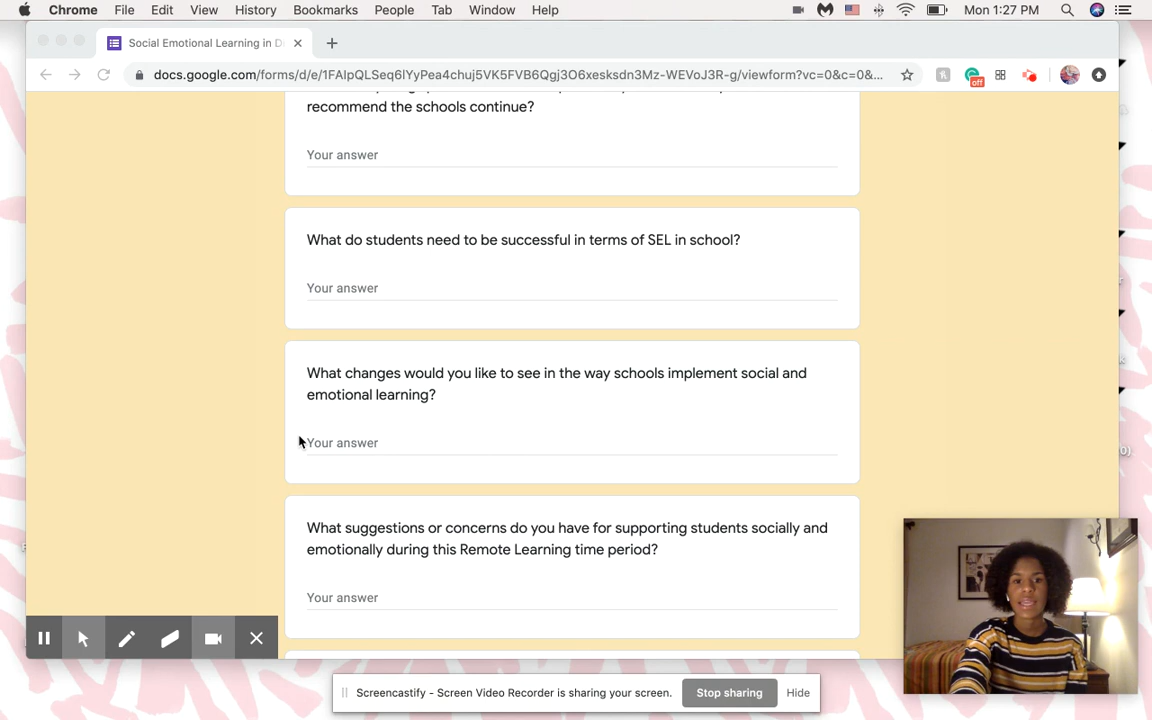 Chrome File Edit View History Bookmarks People Tab Window Help Mon 1:27 PM
Social Emotional Learning in D
docs.google.com/forms/d/e/1FAIpQLSeq6lYyPea4chuj5VK5FVB6Qgj3O6xesksdn3Mz-WEVoJ3R-g/viewform?vc=0&c=0&...
off
recommend the schools continue?
Your answer
What do students need to be successful in terms of SEL in school?
Your answer
What changes would you like to see in the way schools implement social and
emotional learning?
Your answer
What suggestions or concerns do you have for supporting students socially and
emotionally during this Remote Learning time period?
Your answer
Screencastify - Screen Video Recorder is sharing your screen. Stop sharing Hide